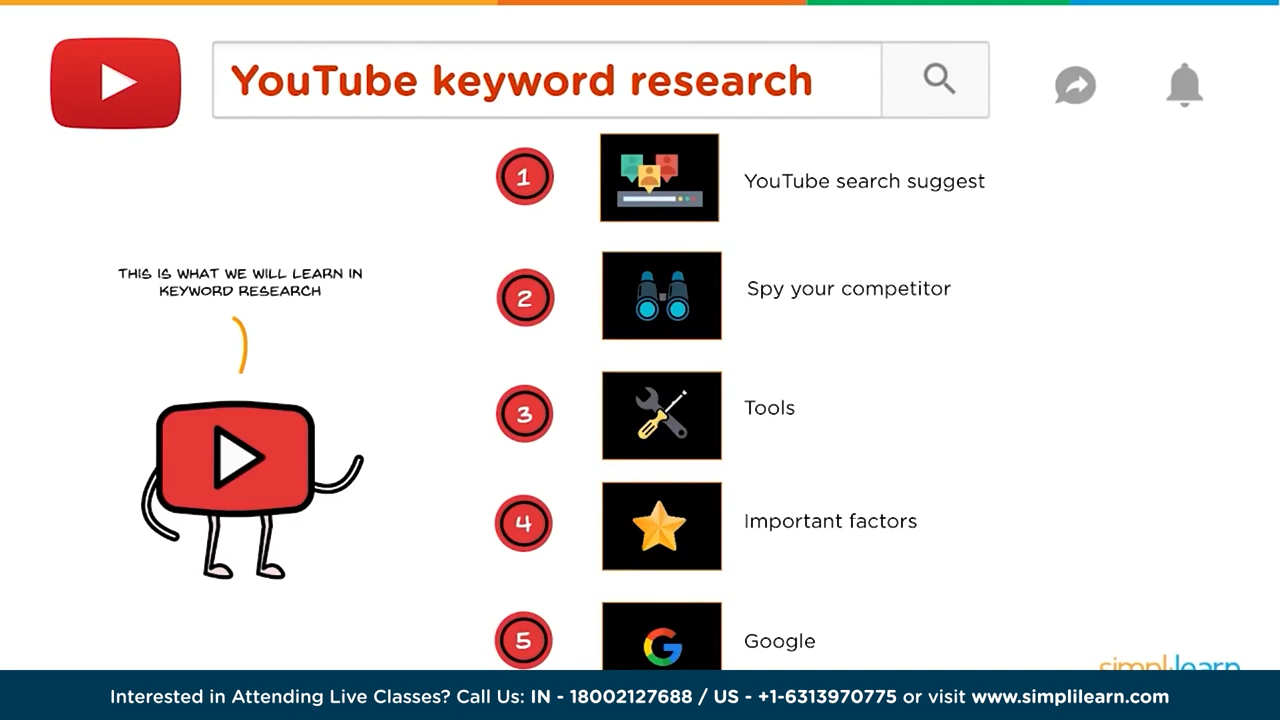 YouTube keyword research
1
YouTube search suggest
THIS IS WHAT WE WILL LEARN IN
KEYWORD RESEARCH
2
Spy your competitor
3
Tools
4
Important factors
5
Google
simplilearn
Interested in Attending Live Classes? Call Us: IN - 18002127688 / US - +1-6313970775 or visit www.simplilearn.com